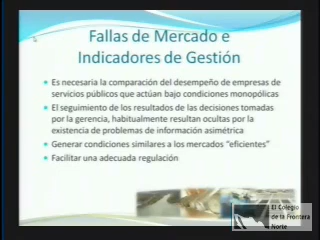 Fallas de Mercado e
Indicadores de Gestión
Es necesaria la comparación del desempeño de empresas de
servicios públicos que actúan bajo condiciones monopólicas
El seguimiento de los resultados de las decisiones tomadas
por la gerencia, habitualmente resultan ocultas por la
existencia de problemas de información asimétrica
Generar condiciones similares a los mercados "eficientes"
Facilitar una adecuada regulación
El Colegio
de la Frontera
Norte